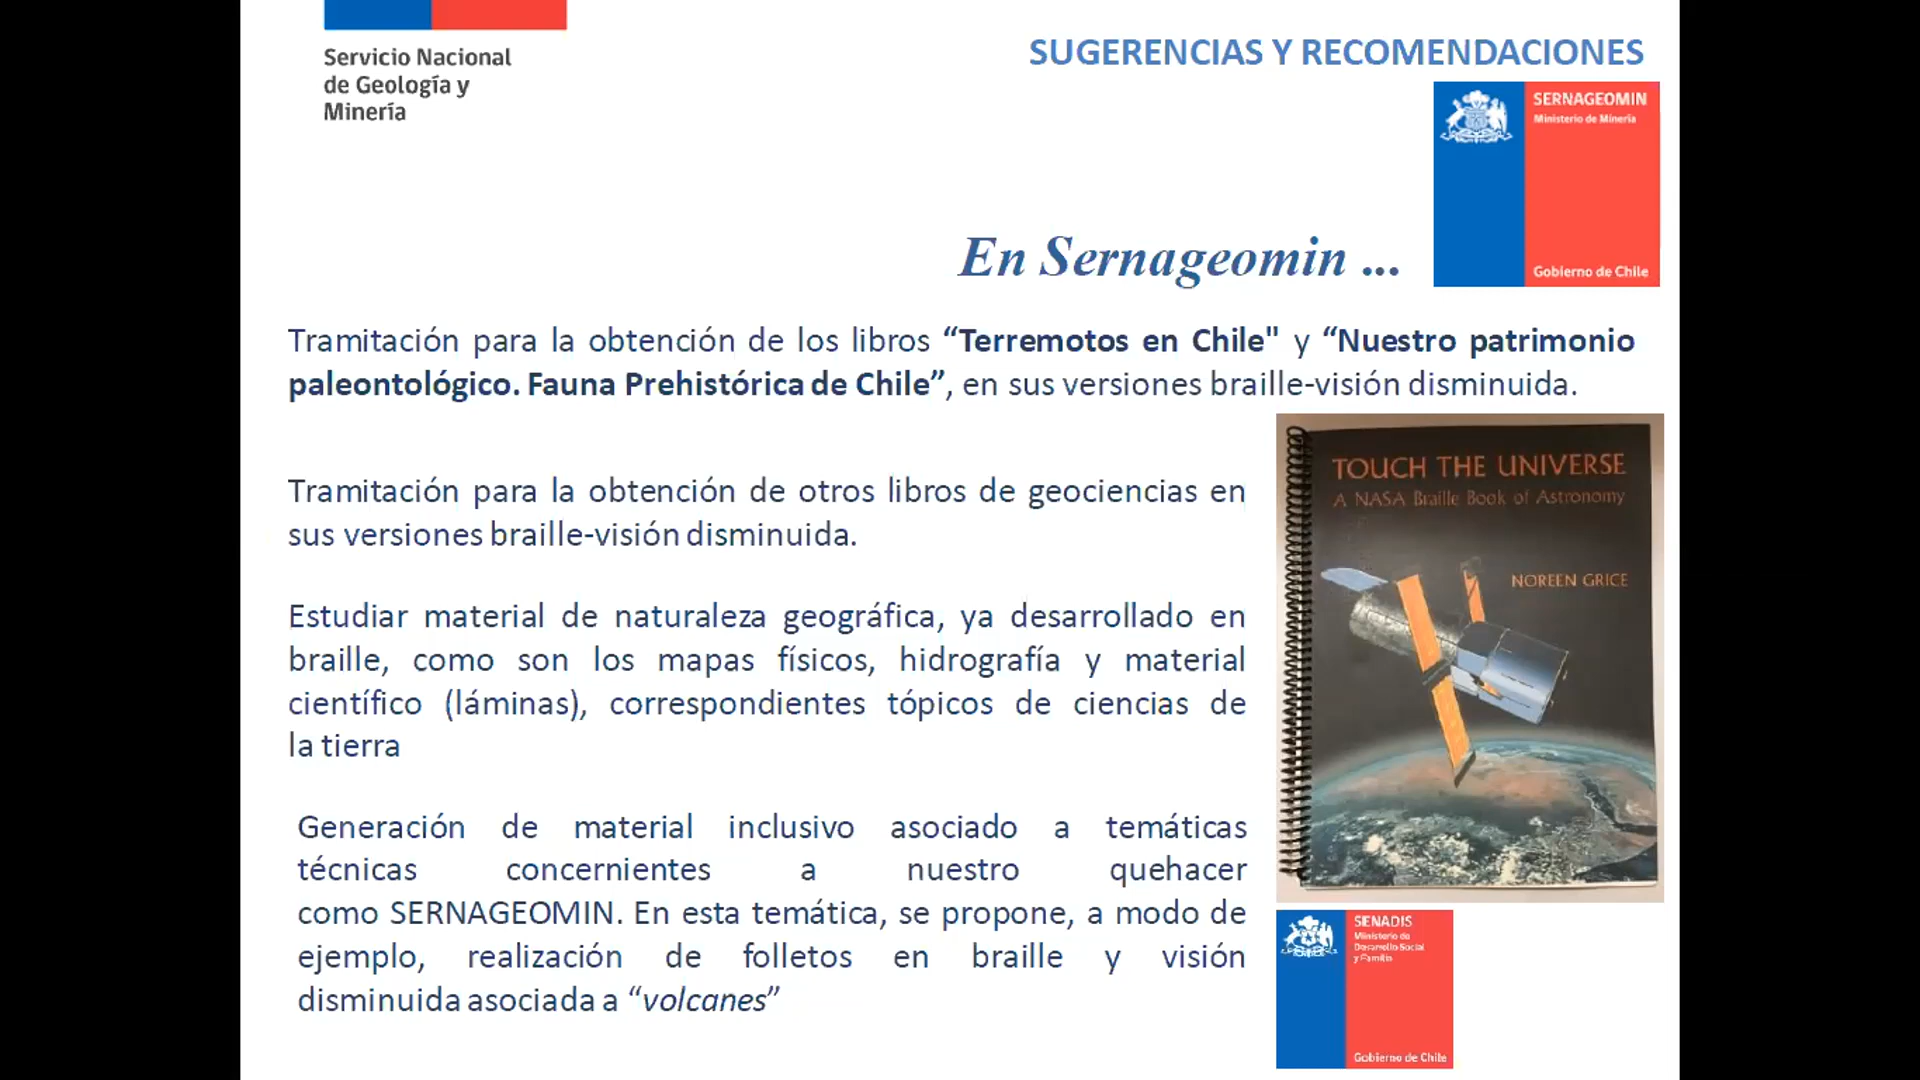 Servicio Nacional
de Geología y
Minería
SUGERENCIAS Y RECOMENDACIONES
SERNAGEOMIN
Ministerio de Minería
Gobierno de Chile
En Sernageomin ...
Tramitación para la obtención de los libros “Terremotos en Chile" y “Nuestro patrimonio
paleontológico. Fauna Prehistórica de Chile”, en sus versiones braille-visión disminuida.
Tramitación para la obtención de otros libros de geociencias en
sus versiones braille-visión disminuida.
Estudiar material de naturaleza geográfica, ya desarrollado en
braille, como son los mapas físicos, hidrografía y material
científico (láminas), correspondientes tópicos de ciencias de
la tierra
Generación de material inclusivo asociado a temáticas
técnicas concernientes a nuestro quehacer
como SERNAGEOMIN. En esta temática, se propone, a modo de
ejemplo, realización de folletos en braille y visión
disminuida asociada a “volcanes”
TOUCH THE UNIVERSE
A NASA Braille Book of Astronomy
NOREEN GRICE
SENADIS
Ministerio de
Desarrollo Social
y Familia
Gobierno de Chile